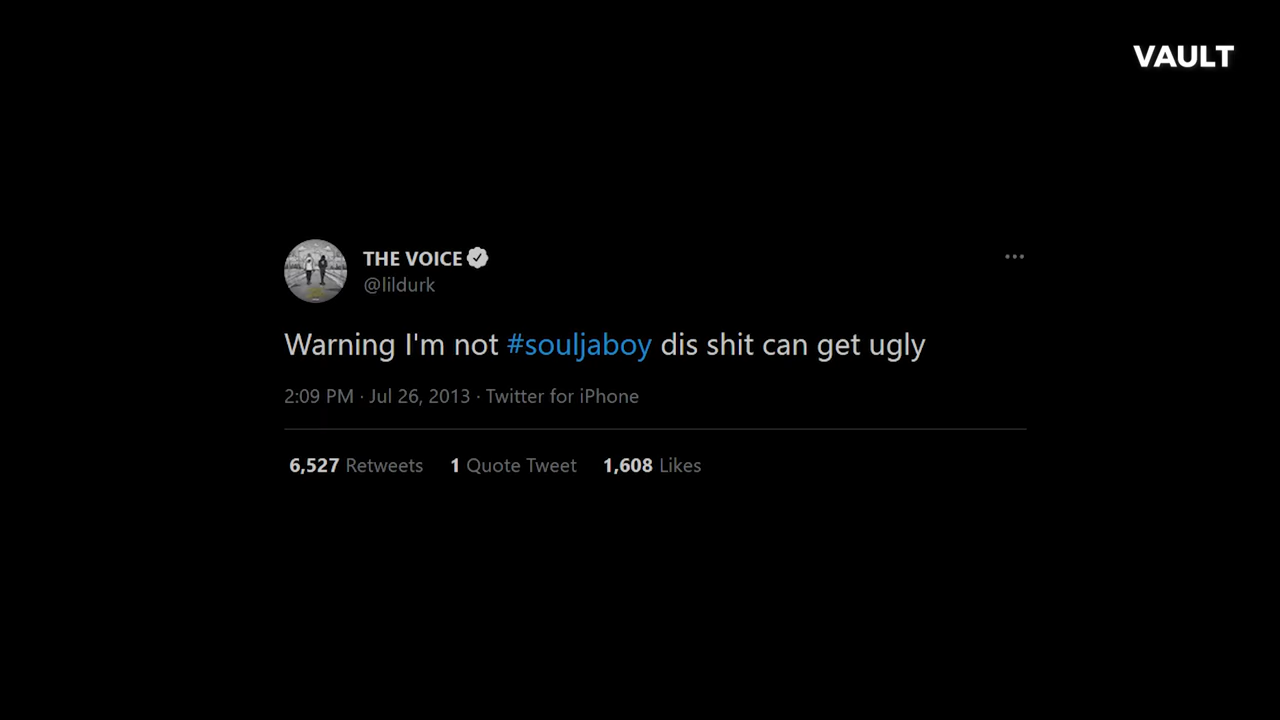 VAULT
THE VOICE
@lildurk
Warning I'm not #souljaboy dis shit can get ugly
2:09 PM · Jul 26, 2013 · Twitter for iPhone
6,527 Retweets 1 Quote Tweet 1,608 Likes